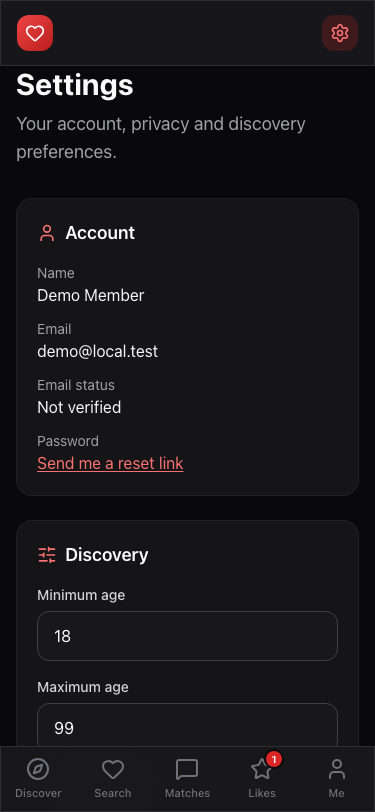 Settings
Your account, privacy and discovery
preferences.
Account
Name
Demo Member
Email
demo@local.test
Email status
Not verified
Password
Send me a reset link
Discovery
Minimum age
18
Maximum age
99
1
Discover
Search
Matches
Likes
Me